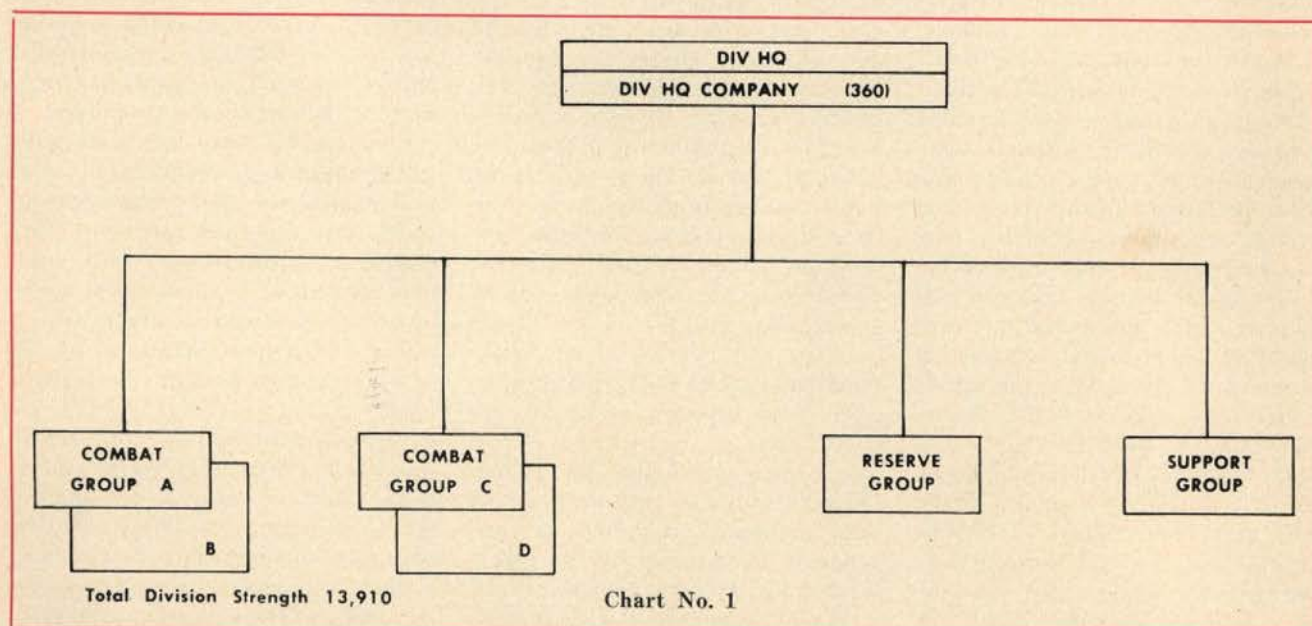 DIV HQ
DIV HQ COMPANY (360)
COMBAT
GROUP A
B
COMBAT
GROUP C
D
RESERVE
GROUP
SUPPORT
GROUP
Total Division Strength 13,910
Chart No. 1